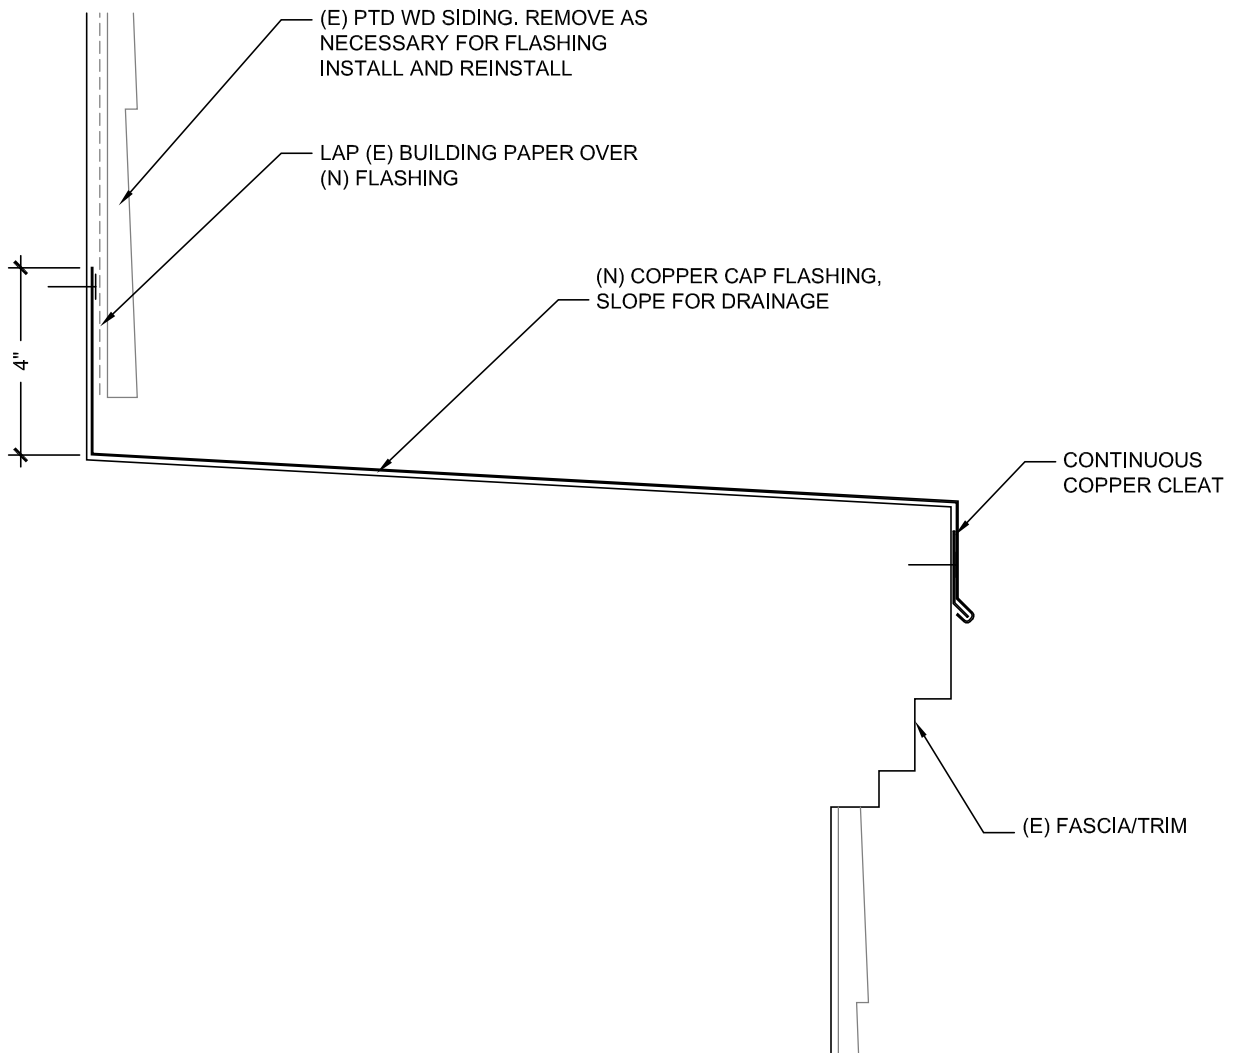 (E) PTD WD SIDING. REMOVE AS
NECESSARY FOR FLASHING
INSTALL AND REINSTALL
LAP (E) BUILDING PAPER OVER
(N) FLASHING
(N) COPPER CAP FLASHING,
SLOPE FOR DRAINAGE
4"
CONTINUOUS
COPPER CLEAT
(E) FASCIA/TRIM